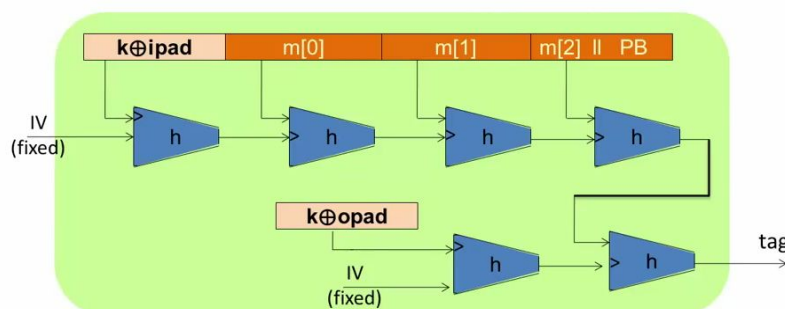 k⊕ipad m[0] m[1] m[2] ll PB
> > > >
IV
(fixed)
h h h h
k⊕opad
> >
h h
tag
IV
(fixed)